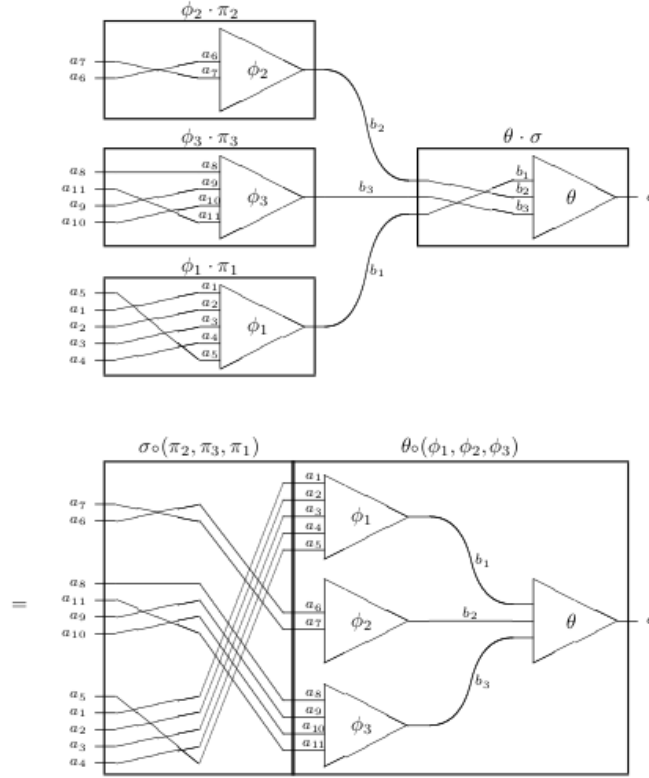 ϕ₂ · π₂
a₇ a₆ ϕ₂
a₆ a₇
b₂
ϕ₃ · π₃ θ · σ
a₈ a₈
a₁₁ a₉ ϕ₃ b₃ b₁ θ
a₉ a₁₀ b₂
a₁₀ a₁₁ b₃
ϕ₁ · π₁ b₁
a₅ a₁
a₁ a₂
a₂ a₃ ϕ₁
a₃ a₄
a₄ a₅
σ∘(π₂, π₃, π₁) θ∘(ϕ₁, ϕ₂, ϕ₃)
a₁
a₇ a₂
a₆ a₃ ϕ₁
a₄
a₅ b₁
a₈
= a₁₁ a₆ ϕ₂ b₂ θ
a₉ a₇
a₁₀
b₃
a₅ a₈
a₁ a₉ ϕ₃
a₂ a₁₀
a₃ a₁₁
a₄